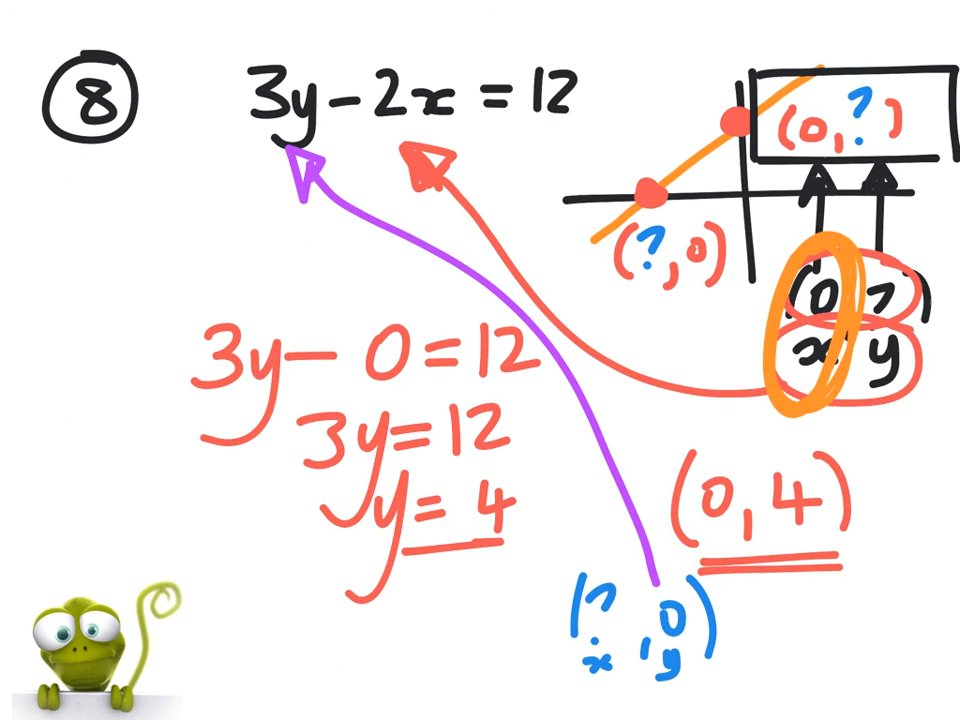 8
3y - 2x = 12
(0, ?)
(?, 0)
(0 ?)
x y
3y - 0 = 12
3y = 12
y = 4
(0, 4)
(?, 0)
x y